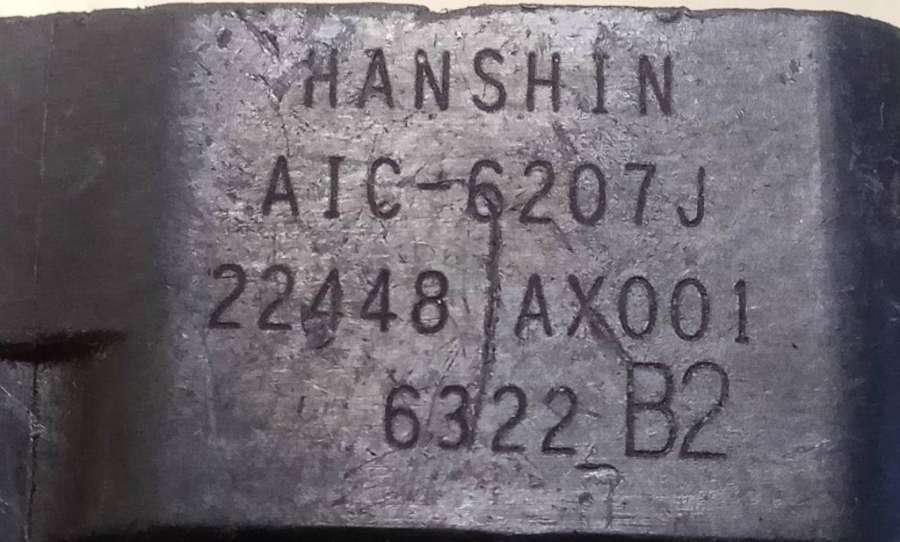 HANSHIN
AIC-6207J
22448 AX001
6322 B2